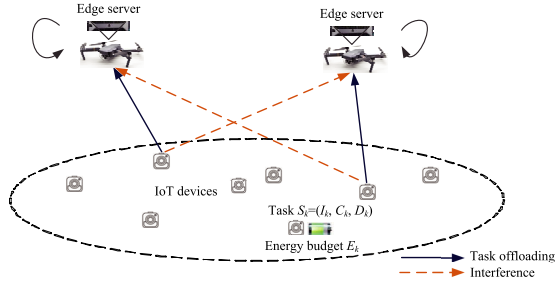 Edge server
Edge server
IoT devices
Task Sₖ=(Iₖ, Cₖ, Dₖ)
Energy budget Eₖ
Task offloading
Interference